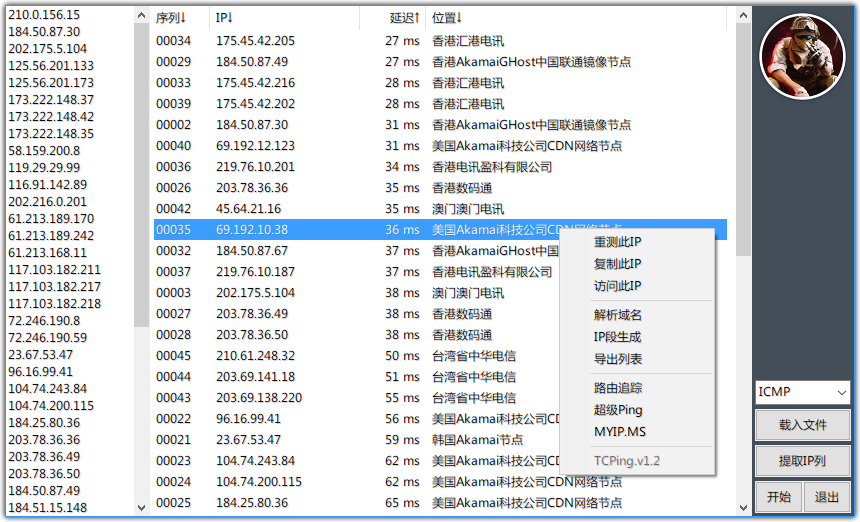 210.0.156.15
184.50.87.30
202.175.5.104
125.56.201.133
125.56.201.173
173.222.148.37
173.222.148.42
173.222.148.35
58.159.200.8
119.29.29.99
116.91.142.89
202.216.0.201
61.213.189.170
61.213.189.242
61.213.168.11
117.103.182.211
117.103.182.217
117.103.182.218
72.246.190.8
72.246.190.59
23.67.53.47
96.16.99.41
104.74.243.84
104.74.200.115
184.25.80.36
203.78.36.36
203.78.36.49
203.78.36.50
184.50.87.49
184.51.15.148
序列↓ IP↓ 延迟↑ 位置↓
00034 175.45.42.205 27 ms 香港汇港电讯
00029 184.50.87.49 27 ms 香港AkamaiGHost中国联通镜像节点
00033 175.45.42.216 28 ms 香港汇港电讯
00039 175.45.42.202 28 ms 香港汇港电讯
00002 184.50.87.30 31 ms 香港AkamaiGHost中国联通镜像节点
00040 69.192.12.123 31 ms 美国Akamai科技公司CDN网络节点
00036 219.76.10.201 34 ms 香港电讯盈科有限公司
00026 203.78.36.36 35 ms 香港数码通
00042 45.64.21.16 35 ms 澳门澳门电讯
00035 69.192.10.38 36 ms 美国Akamai科技公司CDN网络节点
00032 184.50.87.67 37 ms 香港AkamaiGHost中国
00037 219.76.10.187 37 ms 香港电讯盈科有限公司
00003 202.175.5.104 38 ms 澳门澳门电讯
00027 203.78.36.49 38 ms 香港数码通
00028 203.78.36.50 38 ms 香港数码通
00045 210.61.248.32 50 ms 台湾省中华电信
00044 203.69.141.18 51 ms 台湾省中华电信
00043 203.69.138.220 55 ms 台湾省中华电信
00022 96.16.99.41 56 ms 美国Akamai科技公司CD
00021 23.67.53.47 59 ms 韩国Akamai节点
00023 104.74.243.84 62 ms 美国Akamai科技公司CD
00024 104.74.200.115 62 ms 美国Akamai科技公司CDN网络节点
00025 184.25.80.36 65 ms 美国Akamai科技公司CDN网络节点
重测此IP
复制此IP
访问此IP
解析域名
IP段生成
导出列表
路由追踪
超级Ping
MYIP.MS
TCPing.v1.2
ICMP
载入文件
提取IP列
开始 退出